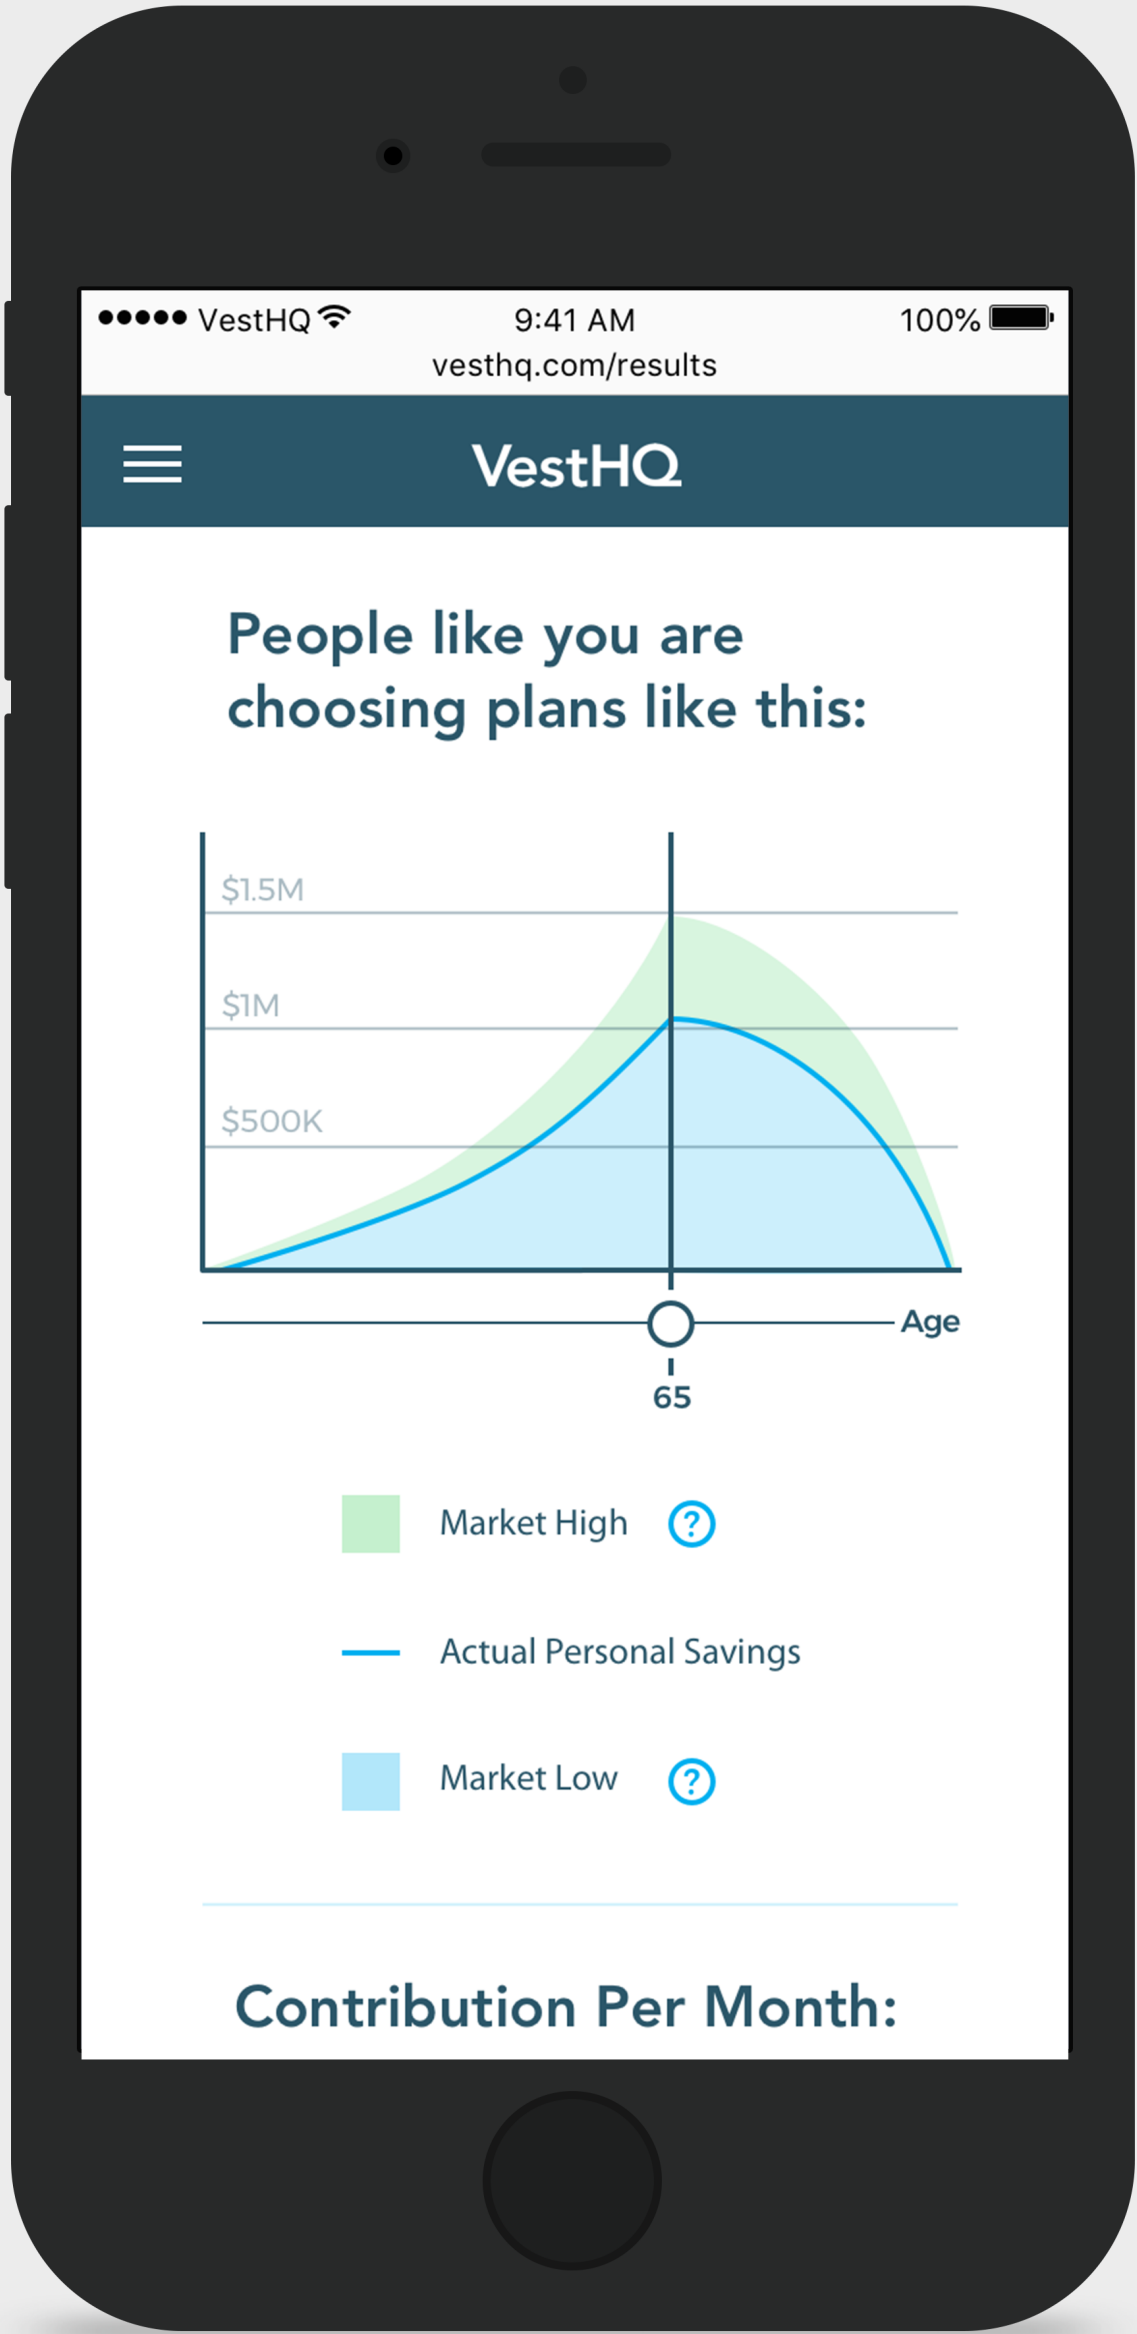 VestHQ 9:41 AM 100%
vesthq.com/results
VestHQ
People like you are
choosing plans like this:
$1.5M
$1M
$500K
Age
65
Market High ?
Actual Personal Savings
Market Low ?
Contribution Per Month: